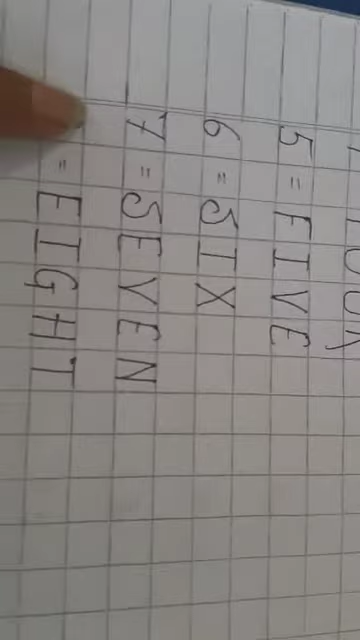 5 = FIVE
6 = SIX
7 = SEVEN
= EIGHT